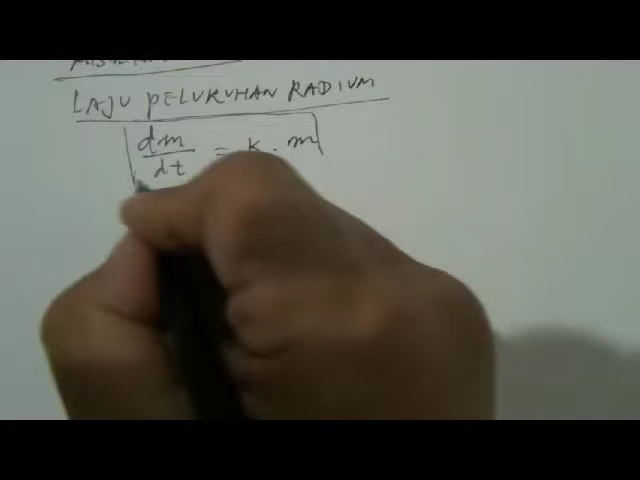 LAJU PELURUHAN RADIUM
dm/dt = k . m